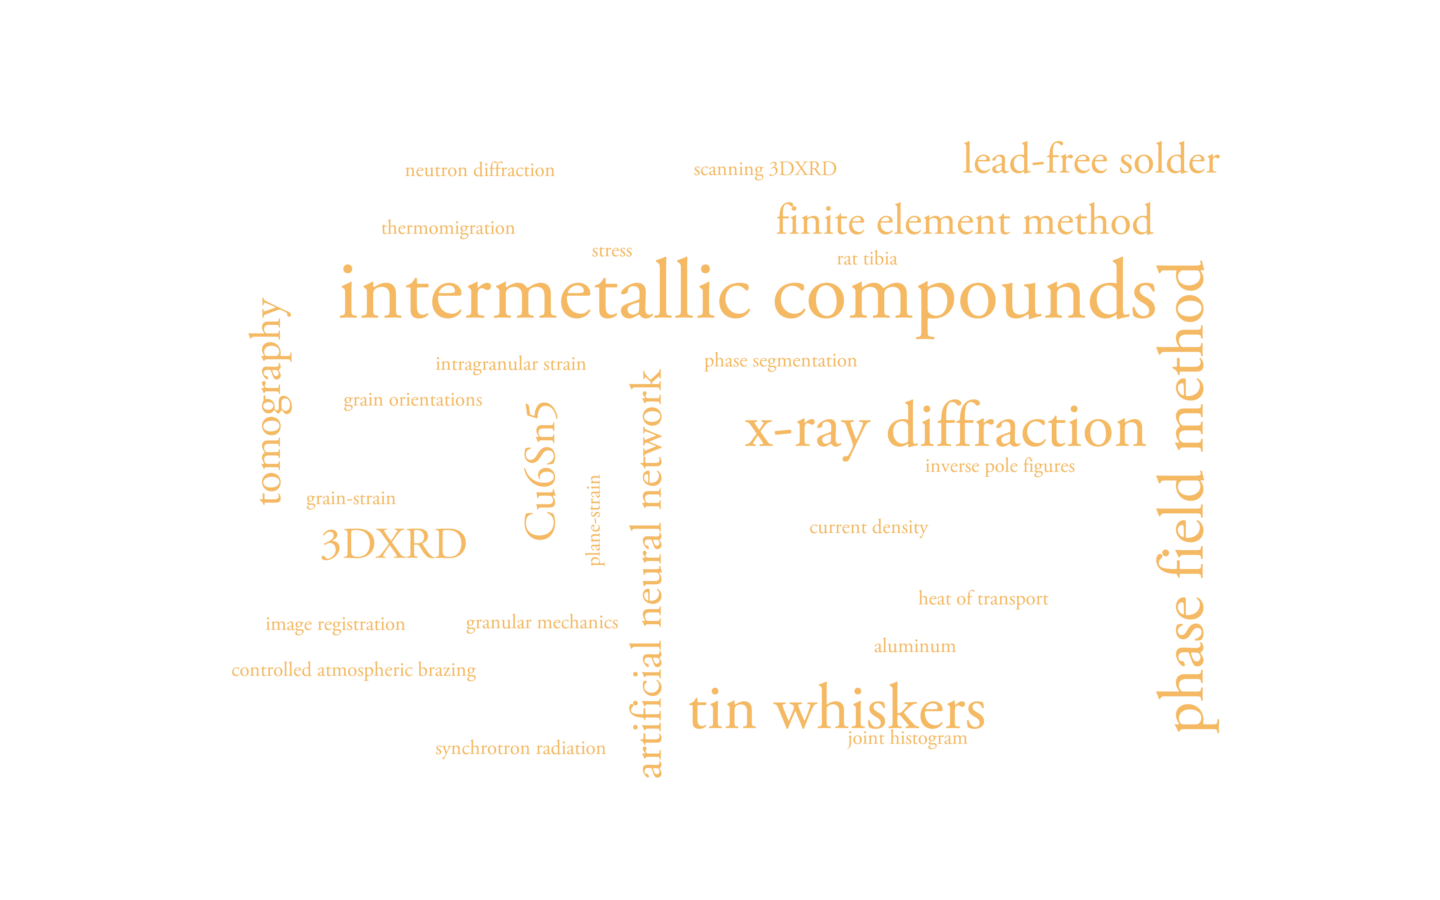 lead-free solder
neutron diffraction
scanning 3DXRD
finite element method
thermomigration
stress
rat tibia
intermetallic compounds
phase field method
tomography
intragranular strain
phase segmentation
artificial neural network
grain orientations
Cu6Sn5
x-ray diffraction
inverse pole figures
plane-strain
grain-strain
current density
3DXRD
heat of transport
image registration
granular mechanics
aluminum
controlled atmospheric brazing
tin whiskers
joint histogram
synchrotron radiation